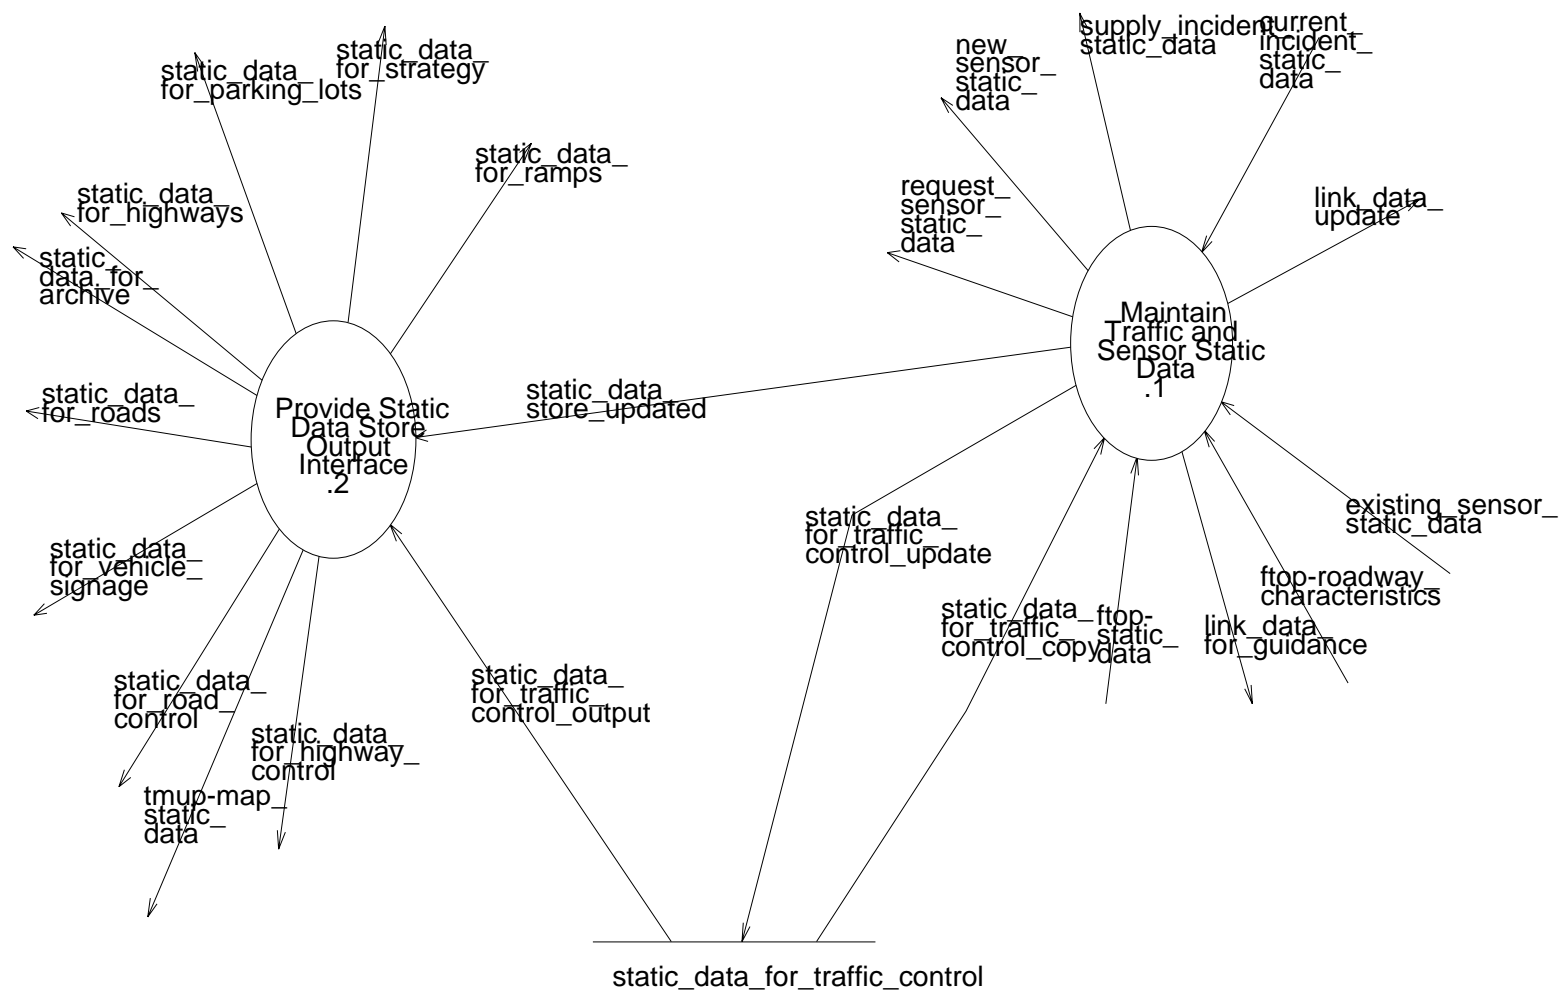 static_data_
for_parking_lots
static_data_
for_strategy
static_data_
for_ramps
static_data_
for_highways
static_
data_for_
archive
static_data_
for_roads
Provide Static
Data Store
Output
Interface
.2
static_data_
store_updated
static_data_
for_vehicle_
signage
static_data_
for_road_
control
tmup-map_
static_
data
static_data_
for_highway_
control
static_data_
for_traffic_
control_output
new_
sensor_
static_
data
supply_incident_
static_data
current_
incident_
static_
data
request_
sensor_
static_
data
link_data_
update
Maintain
Traffic and
Sensor Static
Data
.1
static_data_
for_traffic_
control_update
static_data_
for_traffic_
control_copy
ftop-
static_
data
link_data_
for_guidance
ftop-roadway_
characteristics
existing_sensor_
static_data
static_data_for_traffic_control